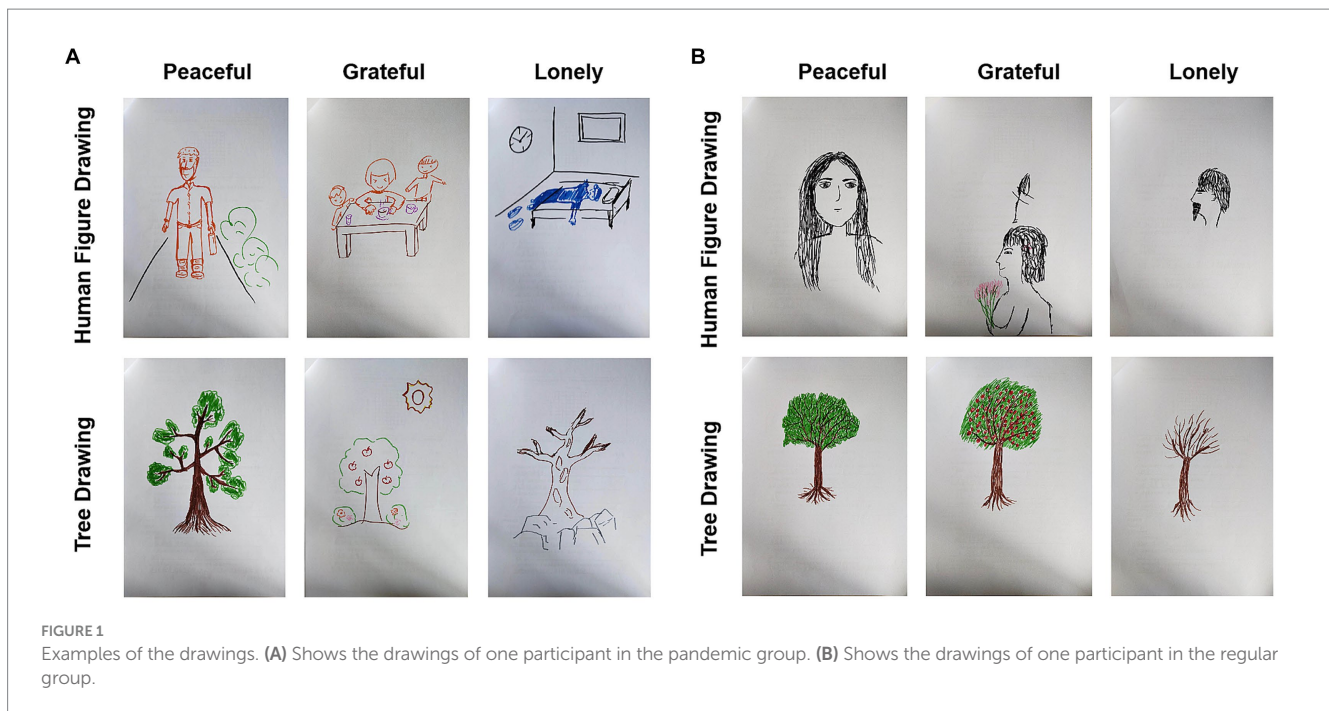 A
Peaceful Grateful Lonely
Human Figure Drawing
Tree Drawing
B
Peaceful Grateful Lonely
Human Figure Drawing
Tree Drawing
FIGURE 1
Examples of the drawings. (A) Shows the drawings of one participant in the pandemic group. (B) Shows the drawings of one participant in the regular
group.